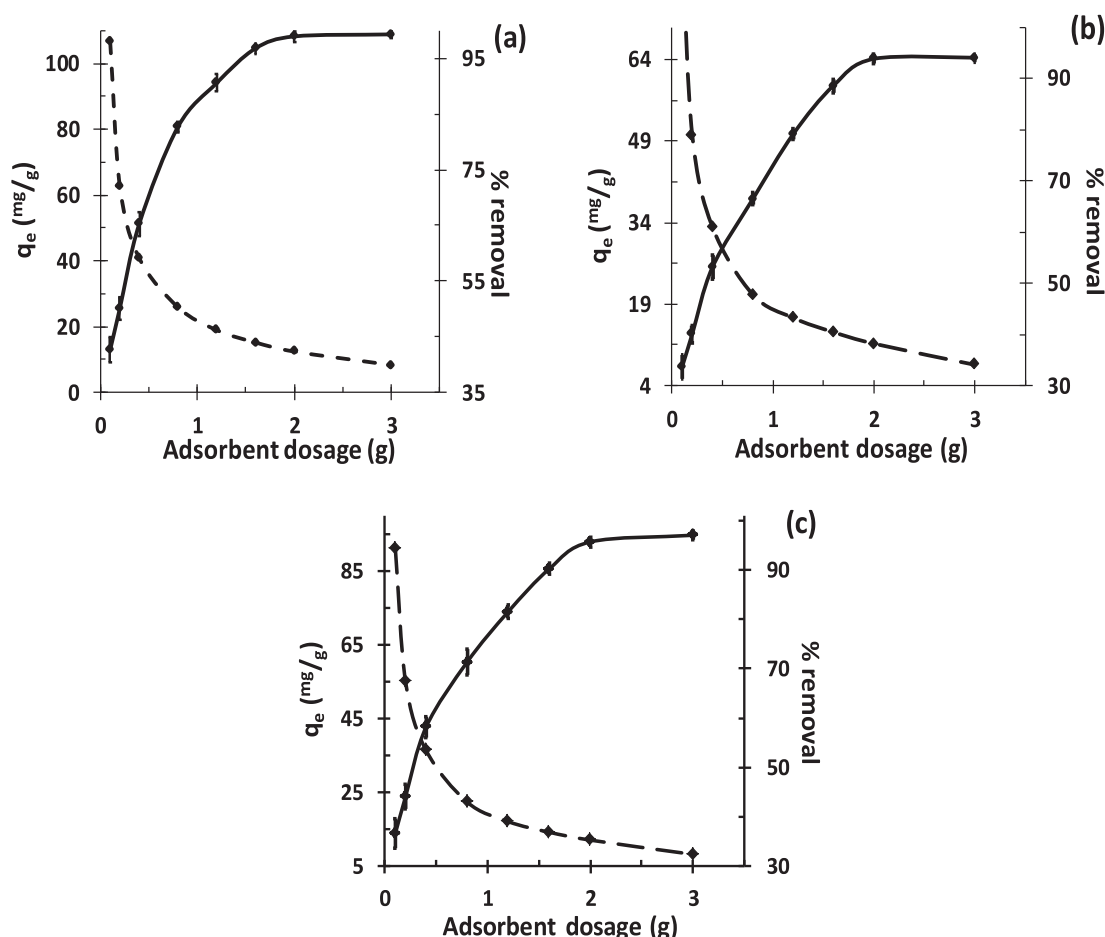 (a)
100
80
60
40
20
0
qe (mg/g)
95
75
55
35
% removal
0 1 2 3
Adsorbent dosage (g)
(b)
64
49
34
19
4
qe (mg/g)
90
70
50
30
% removal
0 1 2 3
Adsorbent dosage (g)
(c)
85
65
45
25
5
qe (mg/g)
90
70
50
30
% removal
0 1 2 3
Adsorbent dosage (g)